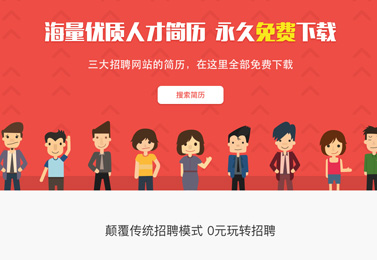 海量优质人才简历 永久免费下载
三大招聘网站的简历，在这里全部免费下载
搜索简历
颠覆传统招聘模式 0元玩转招聘